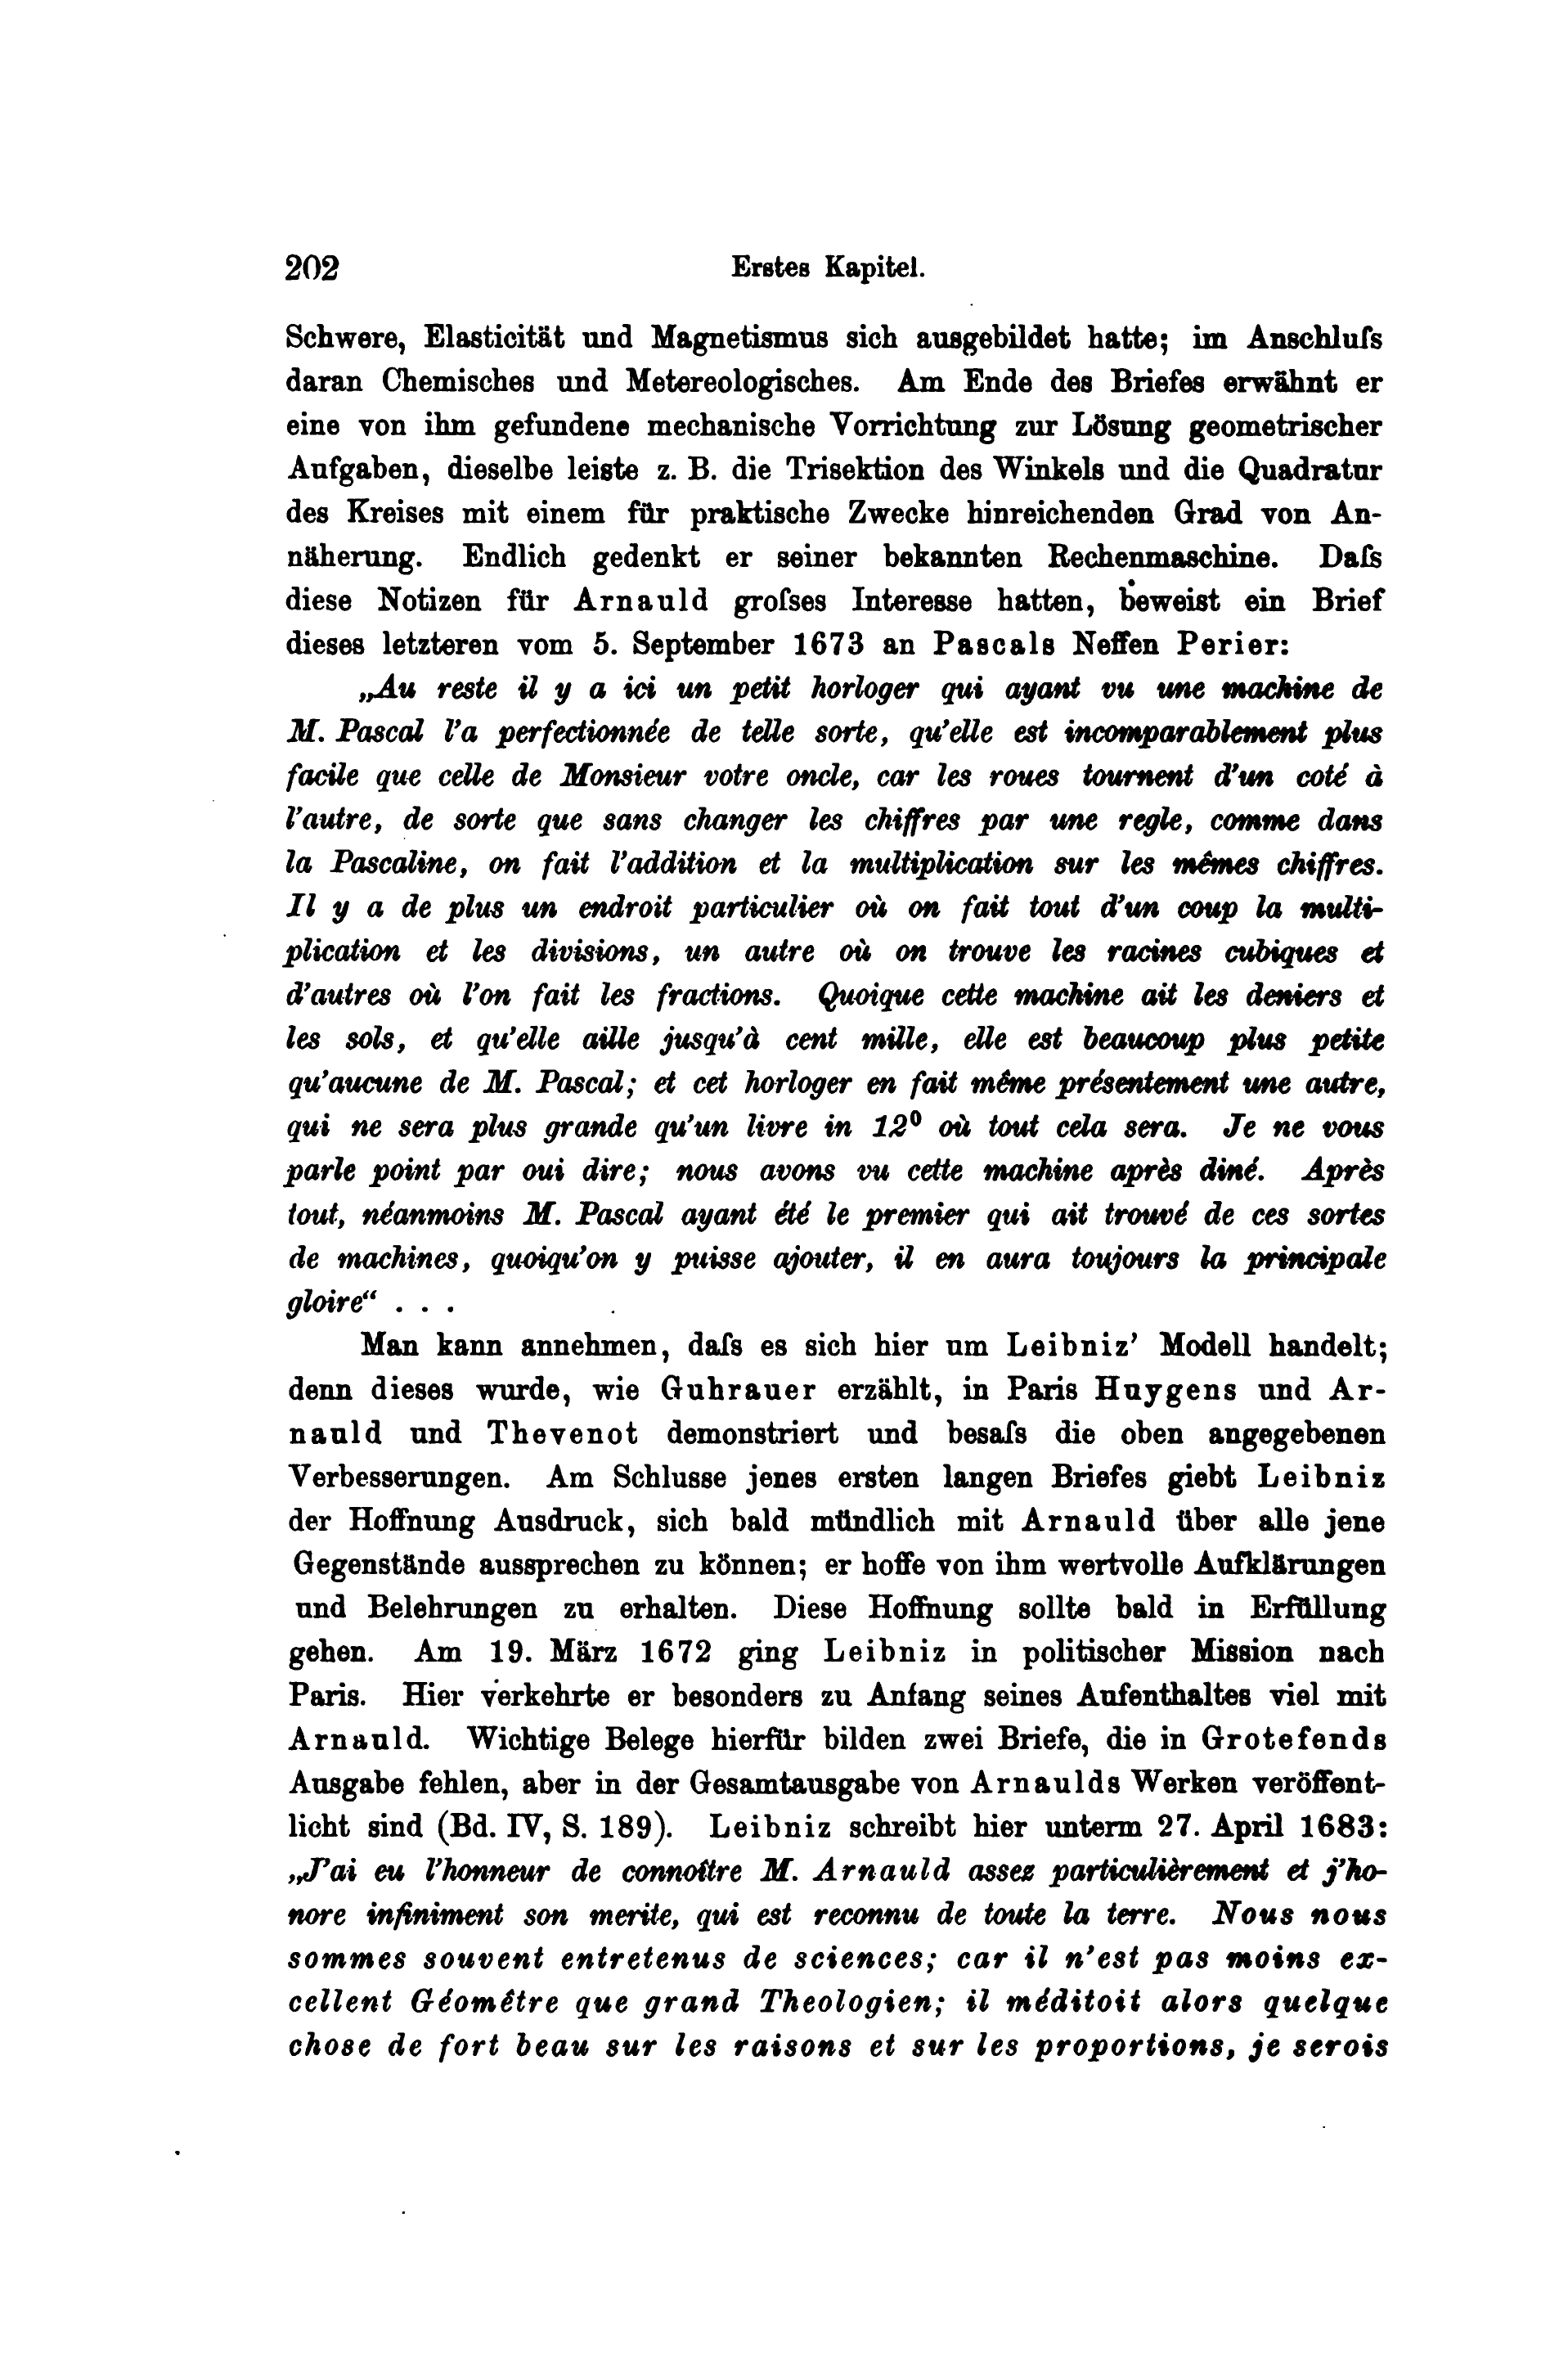 202 Erstes Kapitel.
Schwere, Elasticität und Magnetismus sich ausgebildet hatte; im Anschluſs
daran Chemisches und Metereologisches. Am Ende des Briefes erwähnt er
eine von ihm gefundene mechanische Vorrichtung zur Lösung geometrischer
Aufgaben, dieselbe leiste z. B. die Trisektion des Winkels und die Quadratur
des Kreises mit einem für praktische Zwecke hinreichenden Grad von An-
näherung. Endlich gedenkt er seiner bekannten Rechenmaschine. Daſs
diese Notizen für Arnauld groſses Interesse hatten, beweist ein Brief
dieses letzteren vom 5. September 1673 an Pascals Neffen Perier:
„Au reste il y a ici un petit horloger qui ayant vu une machine de
M. Pascal l'a perfectionnée de telle sorte, qu'elle est incomparablement plus
facile que celle de Monsieur votre oncle, car les roues tournent d'un coté à
l'autre, de sorte que sans changer les chiffres par une regle, comme dans
la Pascaline, on fait l'addition et la multiplication sur les mêmes chiffres.
Il y a de plus un endroit particulier où on fait tout d'un coup la multi-
plication et les divisions, un autre où on trouve les racines cubiques et
d'autres où l'on fait les fractions. Quoique cette machine ait les deniers et
les sols, et qu'elle aille jusqu'à cent mille, elle est beaucoup plus petite
qu'aucune de M. Pascal; et cet horloger en fait même présentement une autre,
qui ne sera plus grande qu'un livre in 12⁰ où tout cela sera. Je ne vous
parle point par oui dire; nous avons vu cette machine après diné. Après
tout, néanmoins M. Pascal ayant été le premier qui ait trouvé de ces sortes
de machines, quoiqu'on y puisse ajouter, il en aura toujours la principale
gloire“ . . .
Man kann annehmen, daſs es sich hier um Leibniz' Modell handelt;
denn dieses wurde, wie Guhrauer erzählt, in Paris Huygens und Ar-
nauld und Thevenot demonstriert und besaſs die oben angegebenen
Verbesserungen. Am Schlusse jenes ersten langen Briefes giebt Leibniz
der Hoffnung Ausdruck, sich bald mündlich mit Arnauld über alle jene
Gegenstände aussprechen zu können; er hoffe von ihm wertvolle Aufklärungen
und Belehrungen zu erhalten. Diese Hoffnung sollte bald in Erfüllung
gehen. Am 19. März 1672 ging Leibniz in politischer Mission nach
Paris. Hier verkehrte er besonders zu Anfang seines Aufenthaltes viel mit
Arnauld. Wichtige Belege hierfür bilden zwei Briefe, die in Grotefends
Ausgabe fehlen, aber in der Gesamtausgabe von Arnaulds Werken veröffent-
licht sind (Bd. IV, S. 189). Leibniz schreibt hier unterm 27. April 1683:
„J'ai eu l'honneur de connoître M. Arnauld assez particulièrement et j'ho-
nore infiniment son merite, qui est reconnu de toute la terre. Nous nous
sommes souvent entretenus de sciences; car il n'est pas moins ex-
cellent Géomêtre que grand Theologien; il méditoit alors quelque
chose de fort beau sur les raisons et sur les proportions, je serois